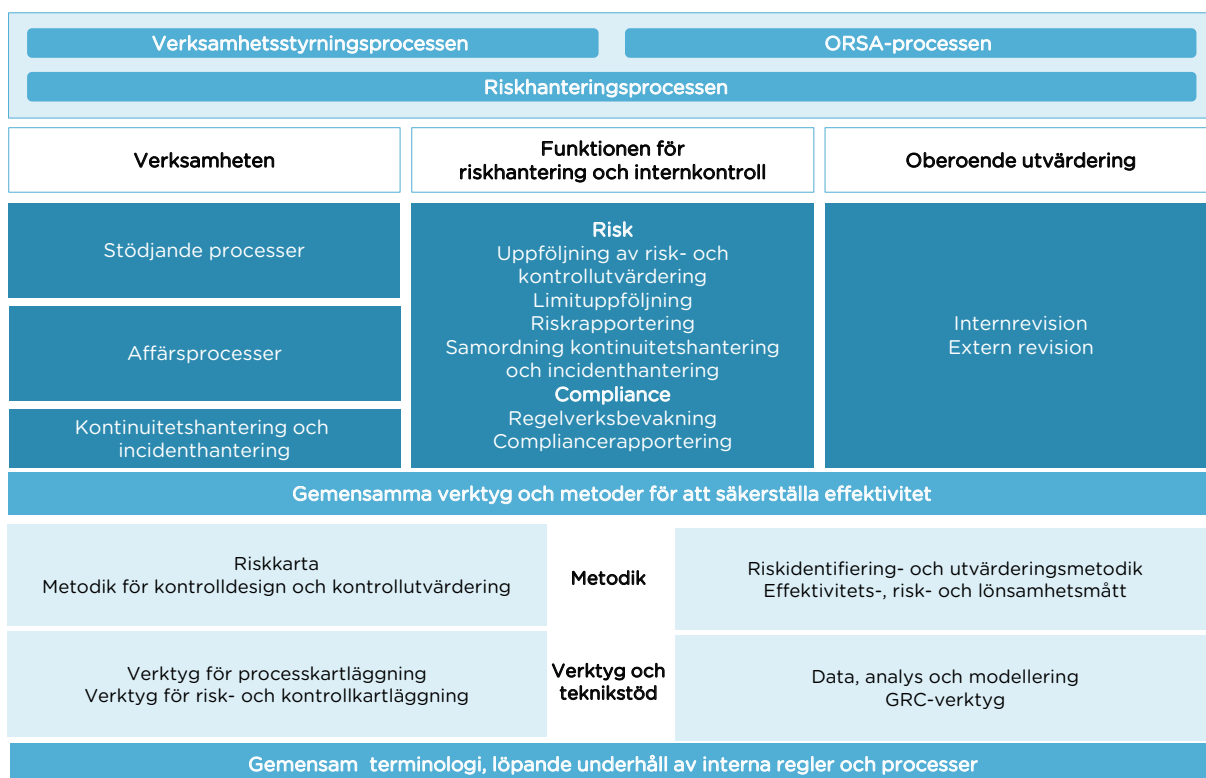 Verksamhetsstyrningsprocessen
ORSA-processen
Riskhanteringsprocessen
Verksamheten
Funktionen för
riskhantering och internkontroll
Oberoende utvärdering
Stödjande processer
Affärsprocesser
Kontinuitetshantering och
incidenthantering
Risk
Uppföljning av risk- och
kontrollutvärdering
Limituppföljning
Riskrapportering
Samordning kontinuitetshantering
och incidenthantering
Compliance
Regelverksbevakning
Compliancerapportering
Internrevision
Extern revision
Gemensamma verktyg och metoder för att säkerställa effektivitet
Riskkarta
Metodik för kontrolldesign och kontrollutvärdering
Metodik
Riskidentifiering- och utvärderingsmetodik
Effektivitets-, risk- och lönsamhetsmått
Verktyg för processkartläggning
Verktyg för risk- och kontrollkartläggning
Verktyg och
teknikstöd
Data, analys och modellering
GRC-verktyg
Gemensam terminologi, löpande underhåll av interna regler och processer